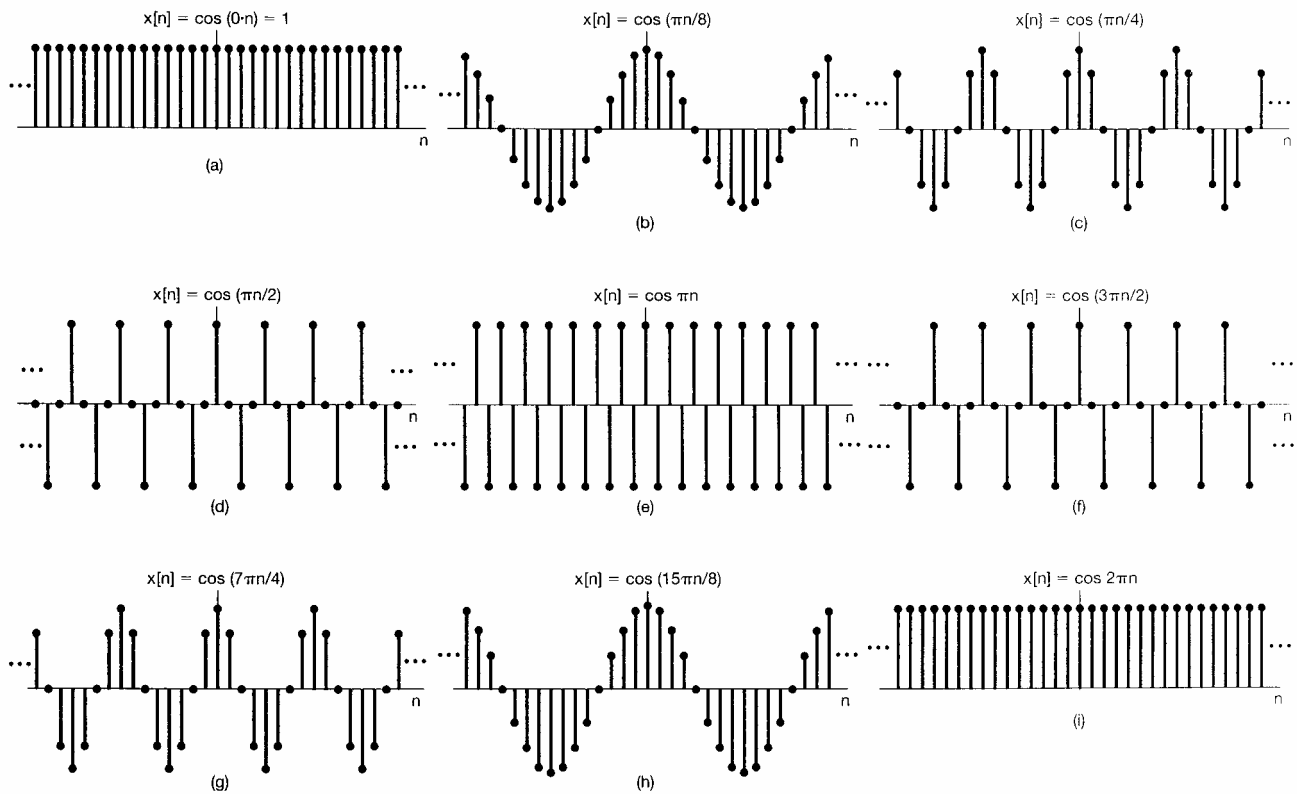 x[n] = cos (0·n) = 1
x[n] = cos (πn/8)
x[n] = cos (πn/4)
...
...
n
(a)
...
...
n
(b)
...
...
n
(c)
x[n] = cos (πn/2)
x[n] = cos πn
x[n] = cos (3πn/2)
...
...
n
...
...
(d)
...
...
n
...
...
(e)
...
...
n
...
...
(f)
x[n] = cos (7πn/4)
x[n] = cos (15πn/8)
x[n] = cos 2πn
...
...
n
(g)
...
...
n
(h)
...
...
n
(i)